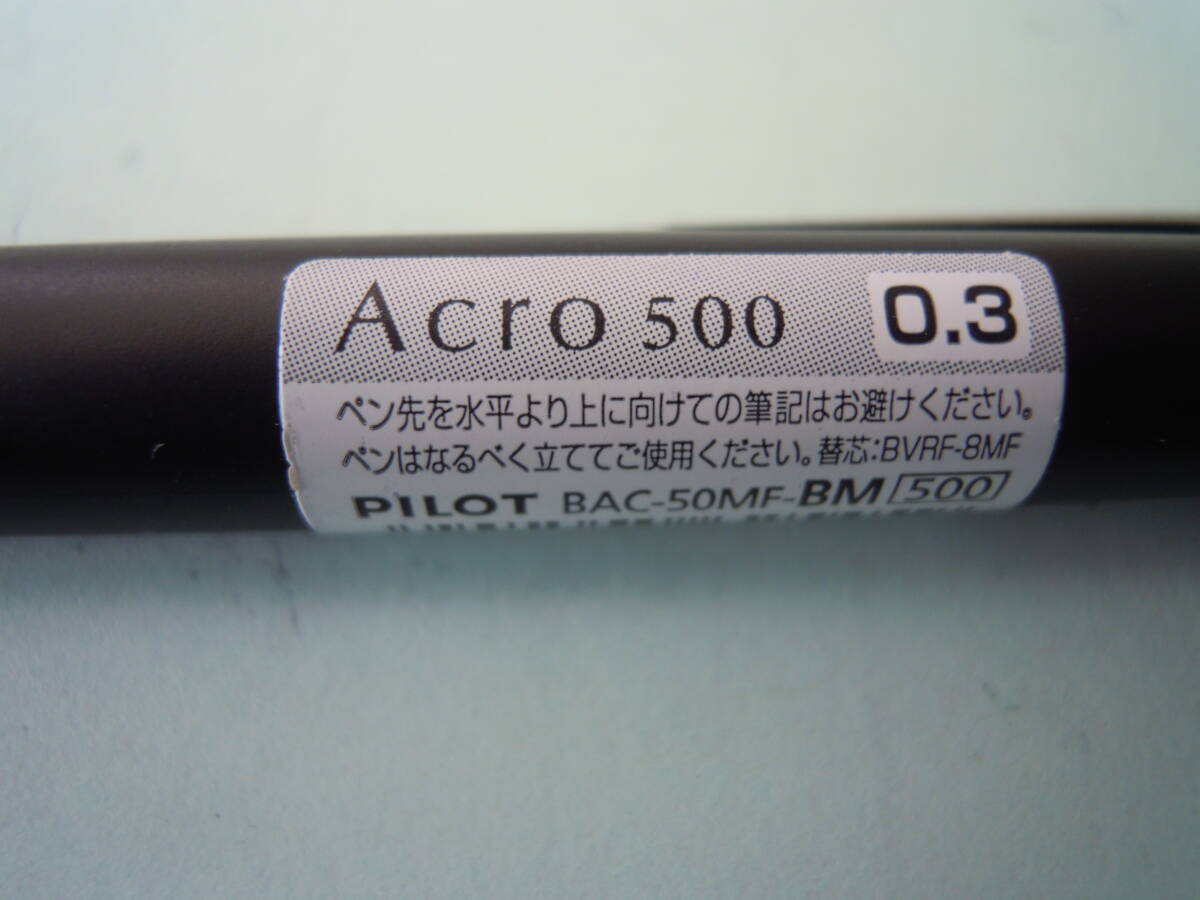 Acro 500 0.3
ペン先を水平より上に向けての筆記はお避けください。
ペンはなるべく立ててご使用ください。替芯:BVRF-8MF
PILOT BAC-50MF-BM 500